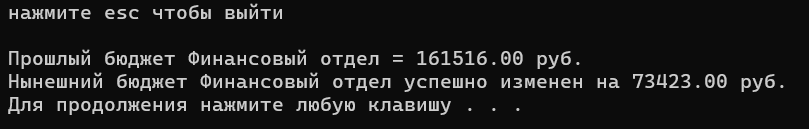 нажмите esc чтобы выйти
Прошлый бюджет Финансовый отдел = 161516.00 руб.
Нынешний бюджет Финансовый отдел успешно изменен на 73423.00 руб.
Для продолжения нажмите любую клавишу . . .